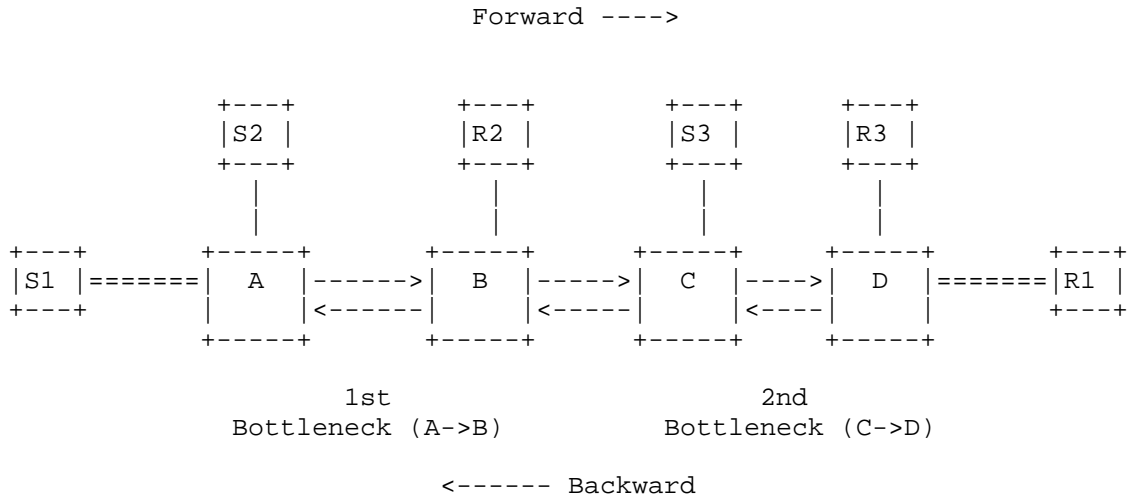 Forward ---->
+---+ +---+ +---+ +---+
|S2 | |R2 | |S3 | |R3 |
+---+ +---+ +---+ +---+
| | | |
| | | |
+---+ +-----+ +-----+ +-----+ +-----+ +---+
|S1 |=======| A |------>| B |----->| C |---->| D |=======|R1 |
+---+ | |<------| |<-----| |<----| | +---+
+-----+ +-----+ +-----+ +-----+
1st 2nd
Bottleneck (A->B) Bottleneck (C->D)
<------ Backward